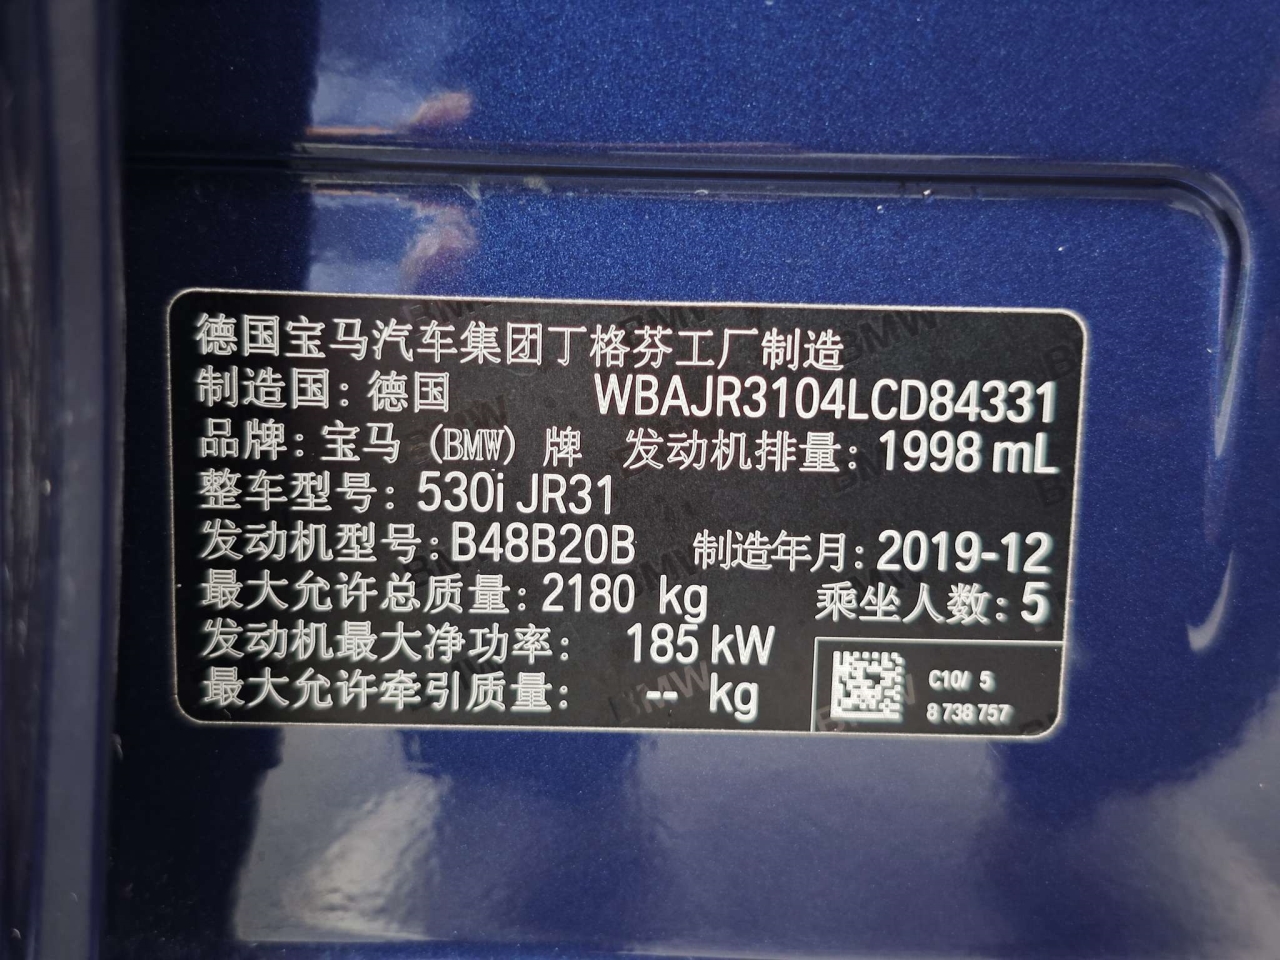 德国宝马汽车集团丁格芬工厂制造
制造国：德国 WBAJR3104LCD84331
品牌：宝马（BMW）牌 发动机排量：1998 mL
整车型号：530i JR31
发动机型号：B48B20B 制造年月：2019-12
最大允许总质量：2180 kg 乘坐人数：5
发动机最大净功率： 185 kW
最大允许牵引质量： -- kg
C10/ 5
8 738 757